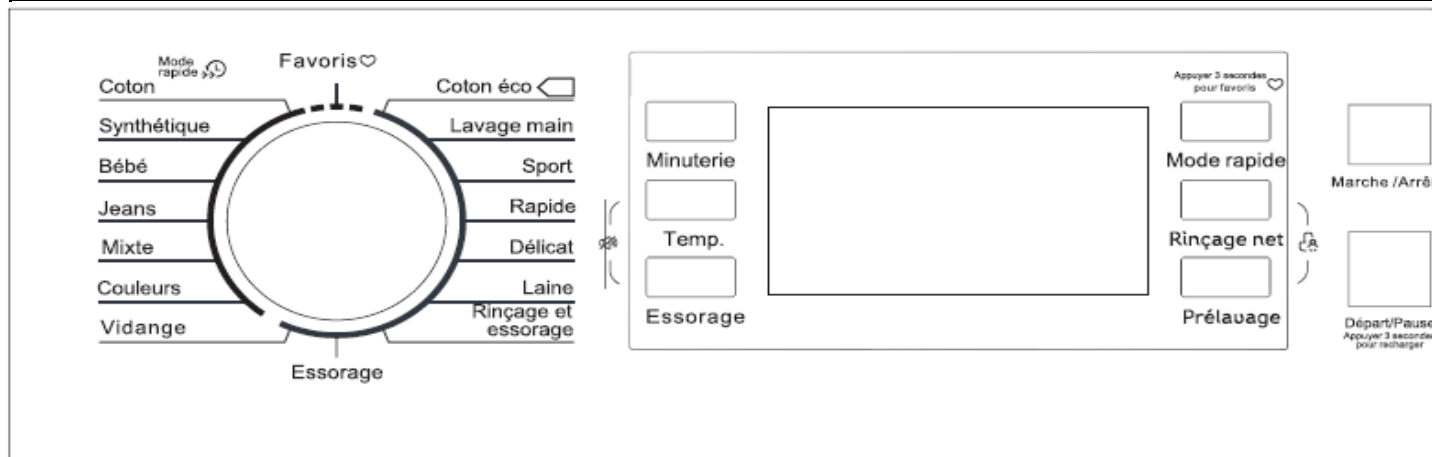 Mode
rapide
Favoris
Coton
Coton éco
Synthétique
Lavage main
Bébé
Sport
Jeans
Rapide
Mixte
Délicat
Couleurs
Laine
Vidange
Rinçage et
essorage
Essorage
Minuterie
Temp.
Essorage
Appuyer 3 secondes
pour favoris
Mode rapide
Rinçage net
Prélavage
Marche /Arrê
Départ/Pause
Appuyer 3 secondes
pour recharger